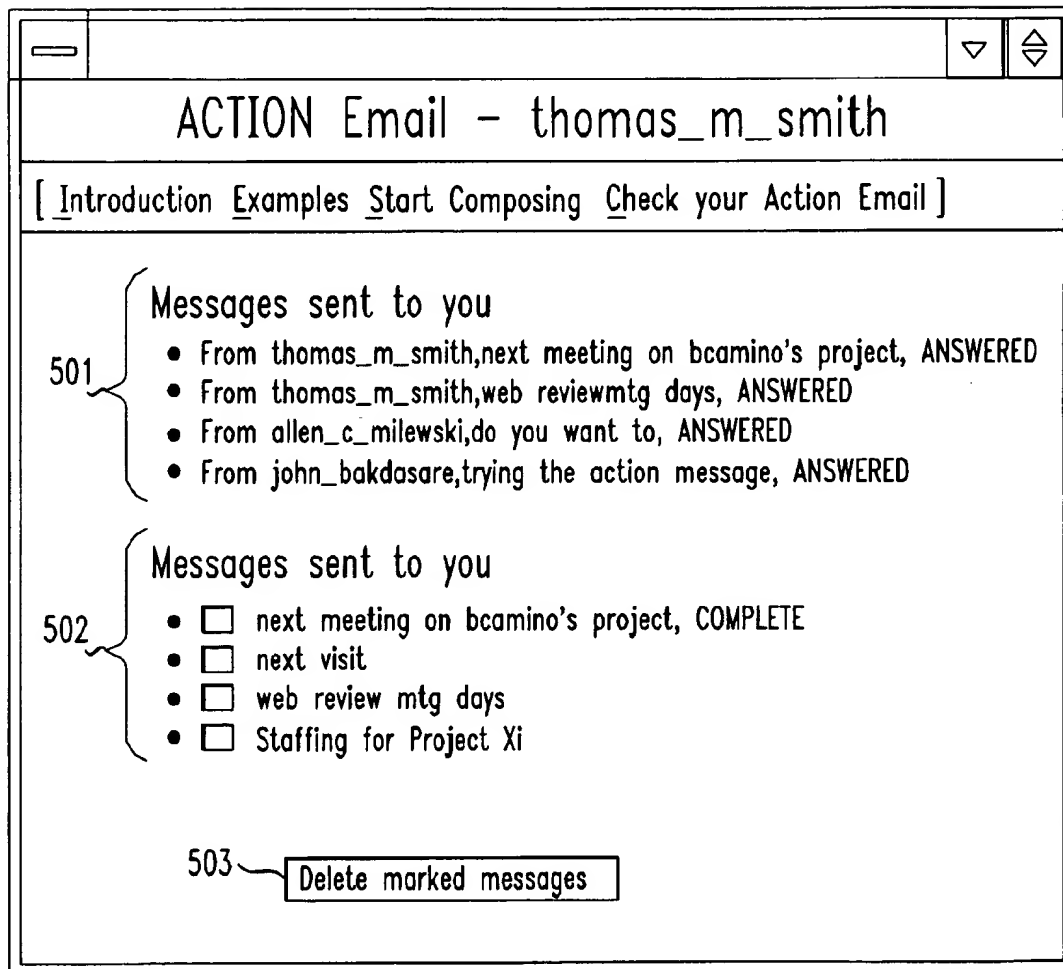 ACTION Email – thomas_m_smith
[ Introduction Examples Start Composing Check your Action Email ]
501
Messages sent to you
• From thomas_m_smith,next meeting on bcamino's project, ANSWERED
• From thomas_m_smith,web reviewmtg days, ANSWERED
• From allen_c_milewski,do you want to, ANSWERED
• From john_bakdasare,trying the action message, ANSWERED
502
Messages sent to you
• next meeting on bcamino's project, COMPLETE
• next visit
• web review mtg days
• Staffing for Project Xi
503
Delete marked messages